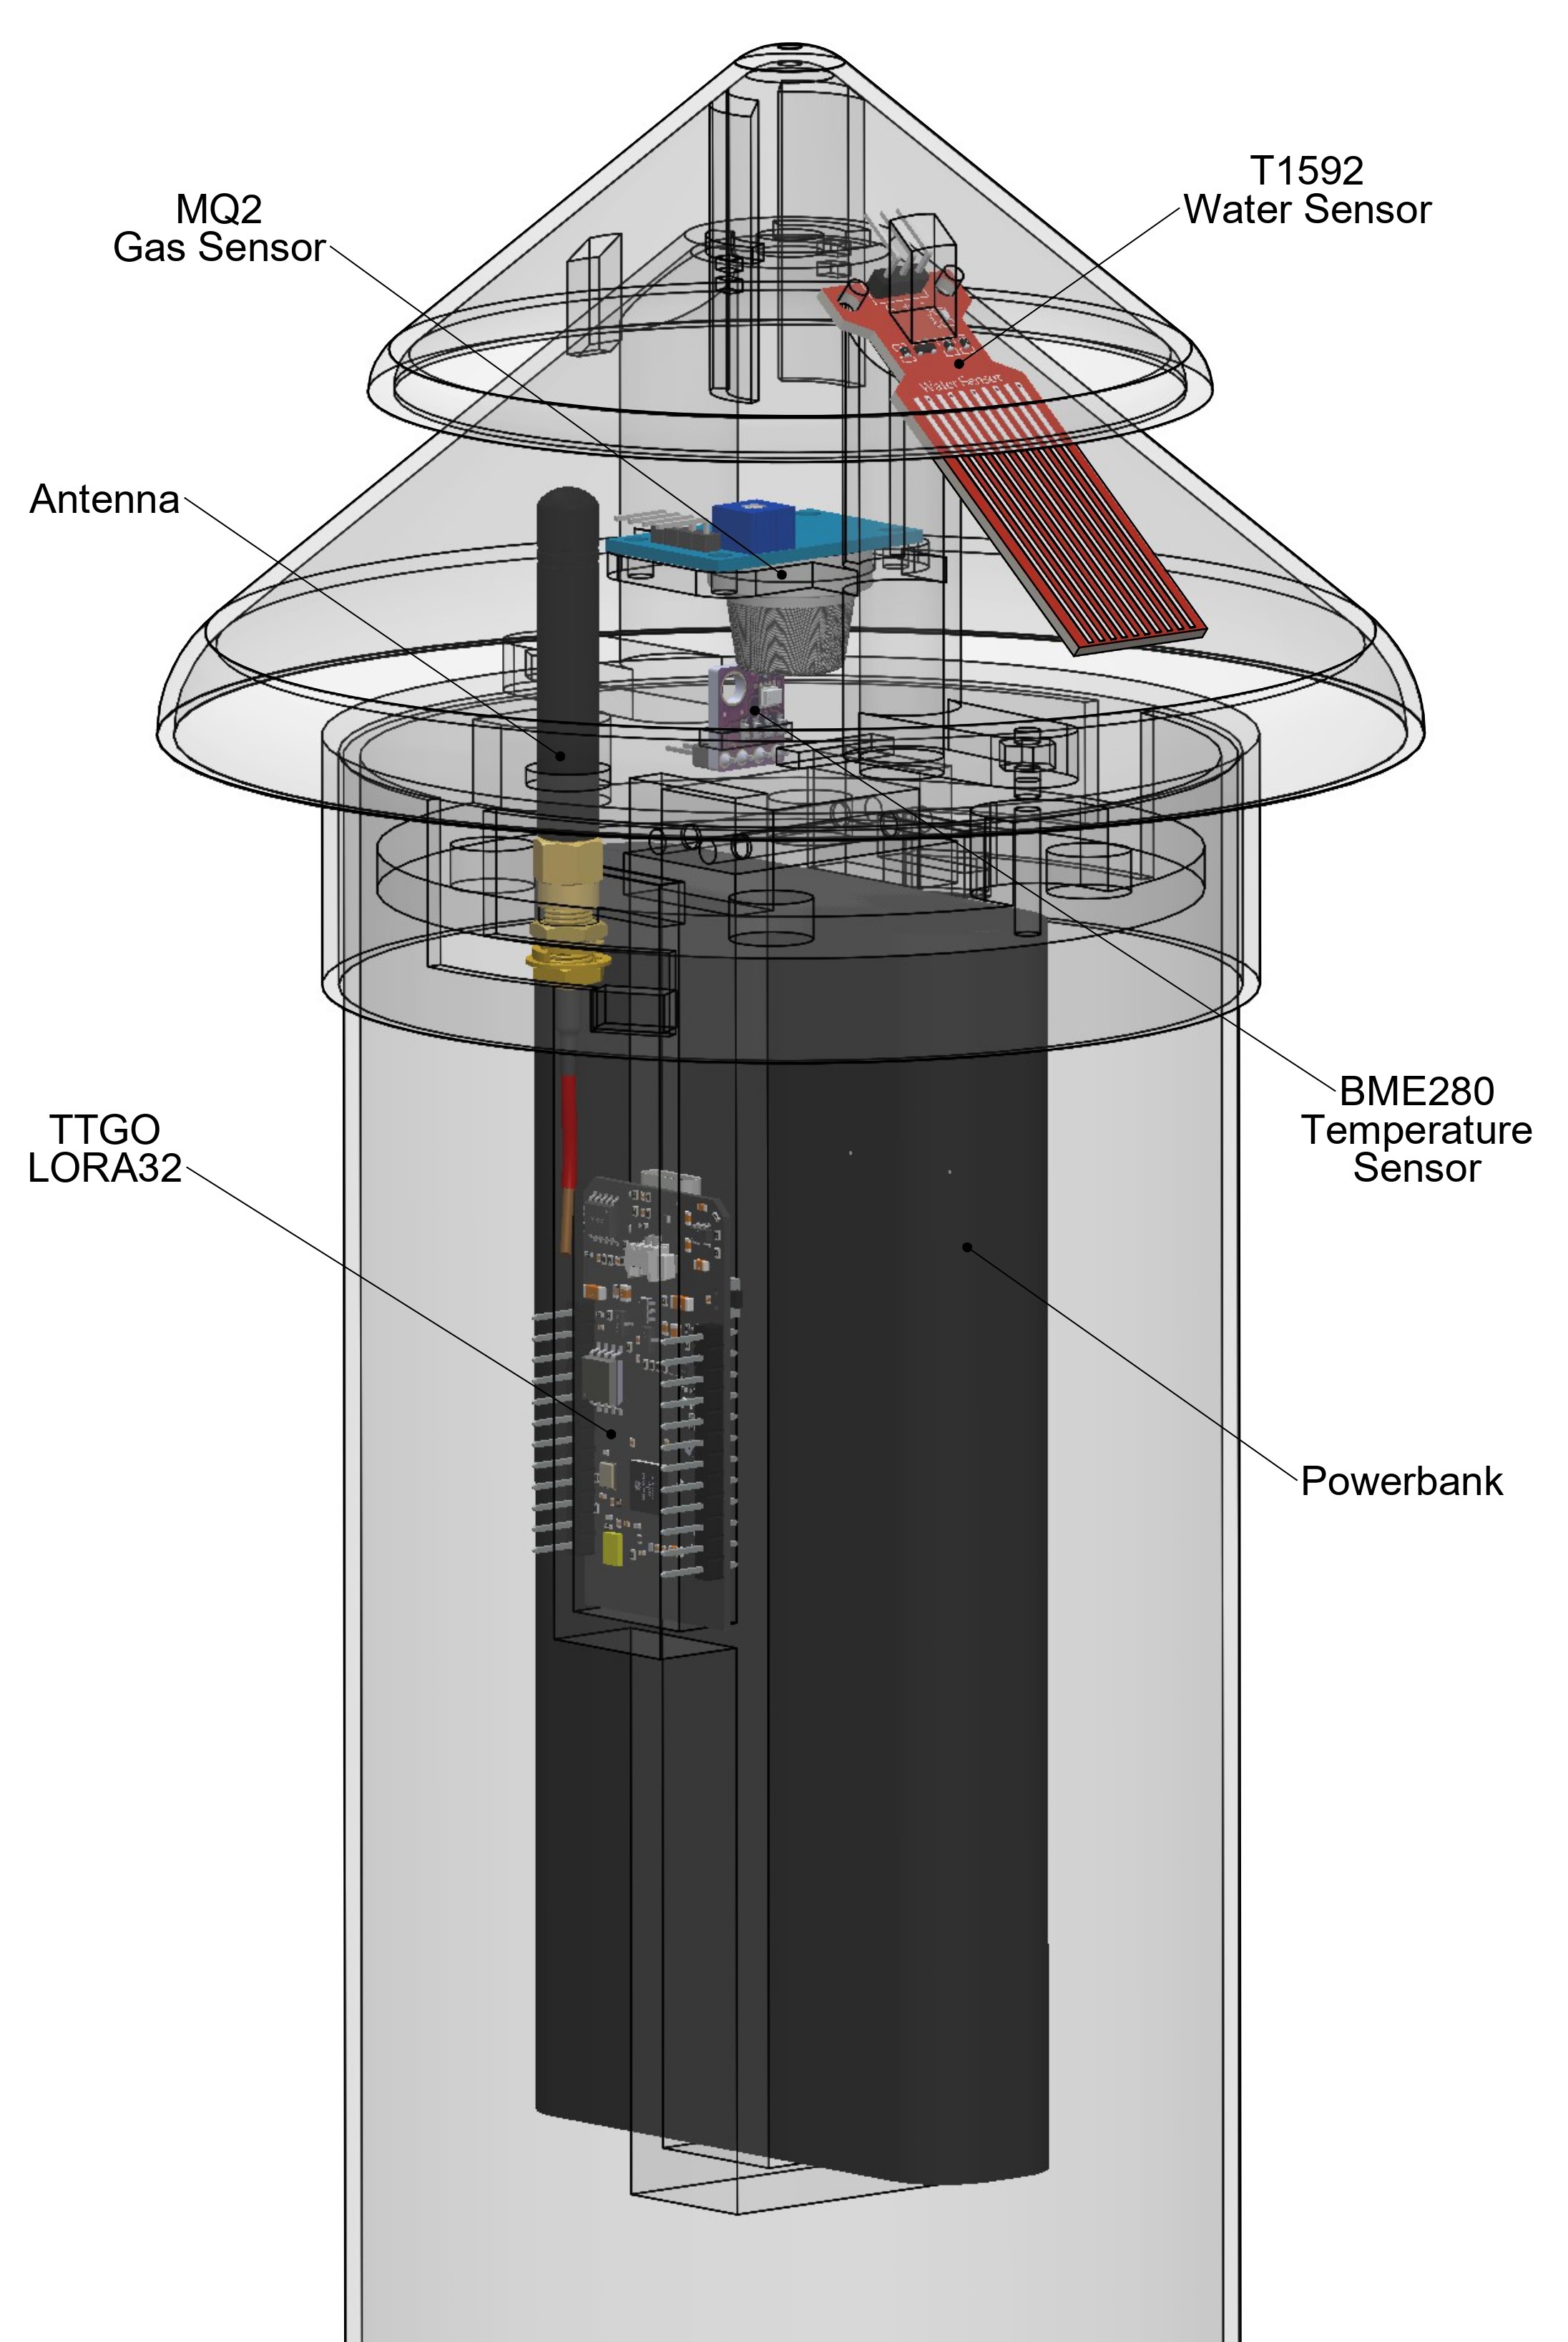 T1592
Water Sensor
MQ2
Gas Sensor
Water Sensor
Antenna
BME280
Temperature
Sensor
TTGO
LORA32
Powerbank